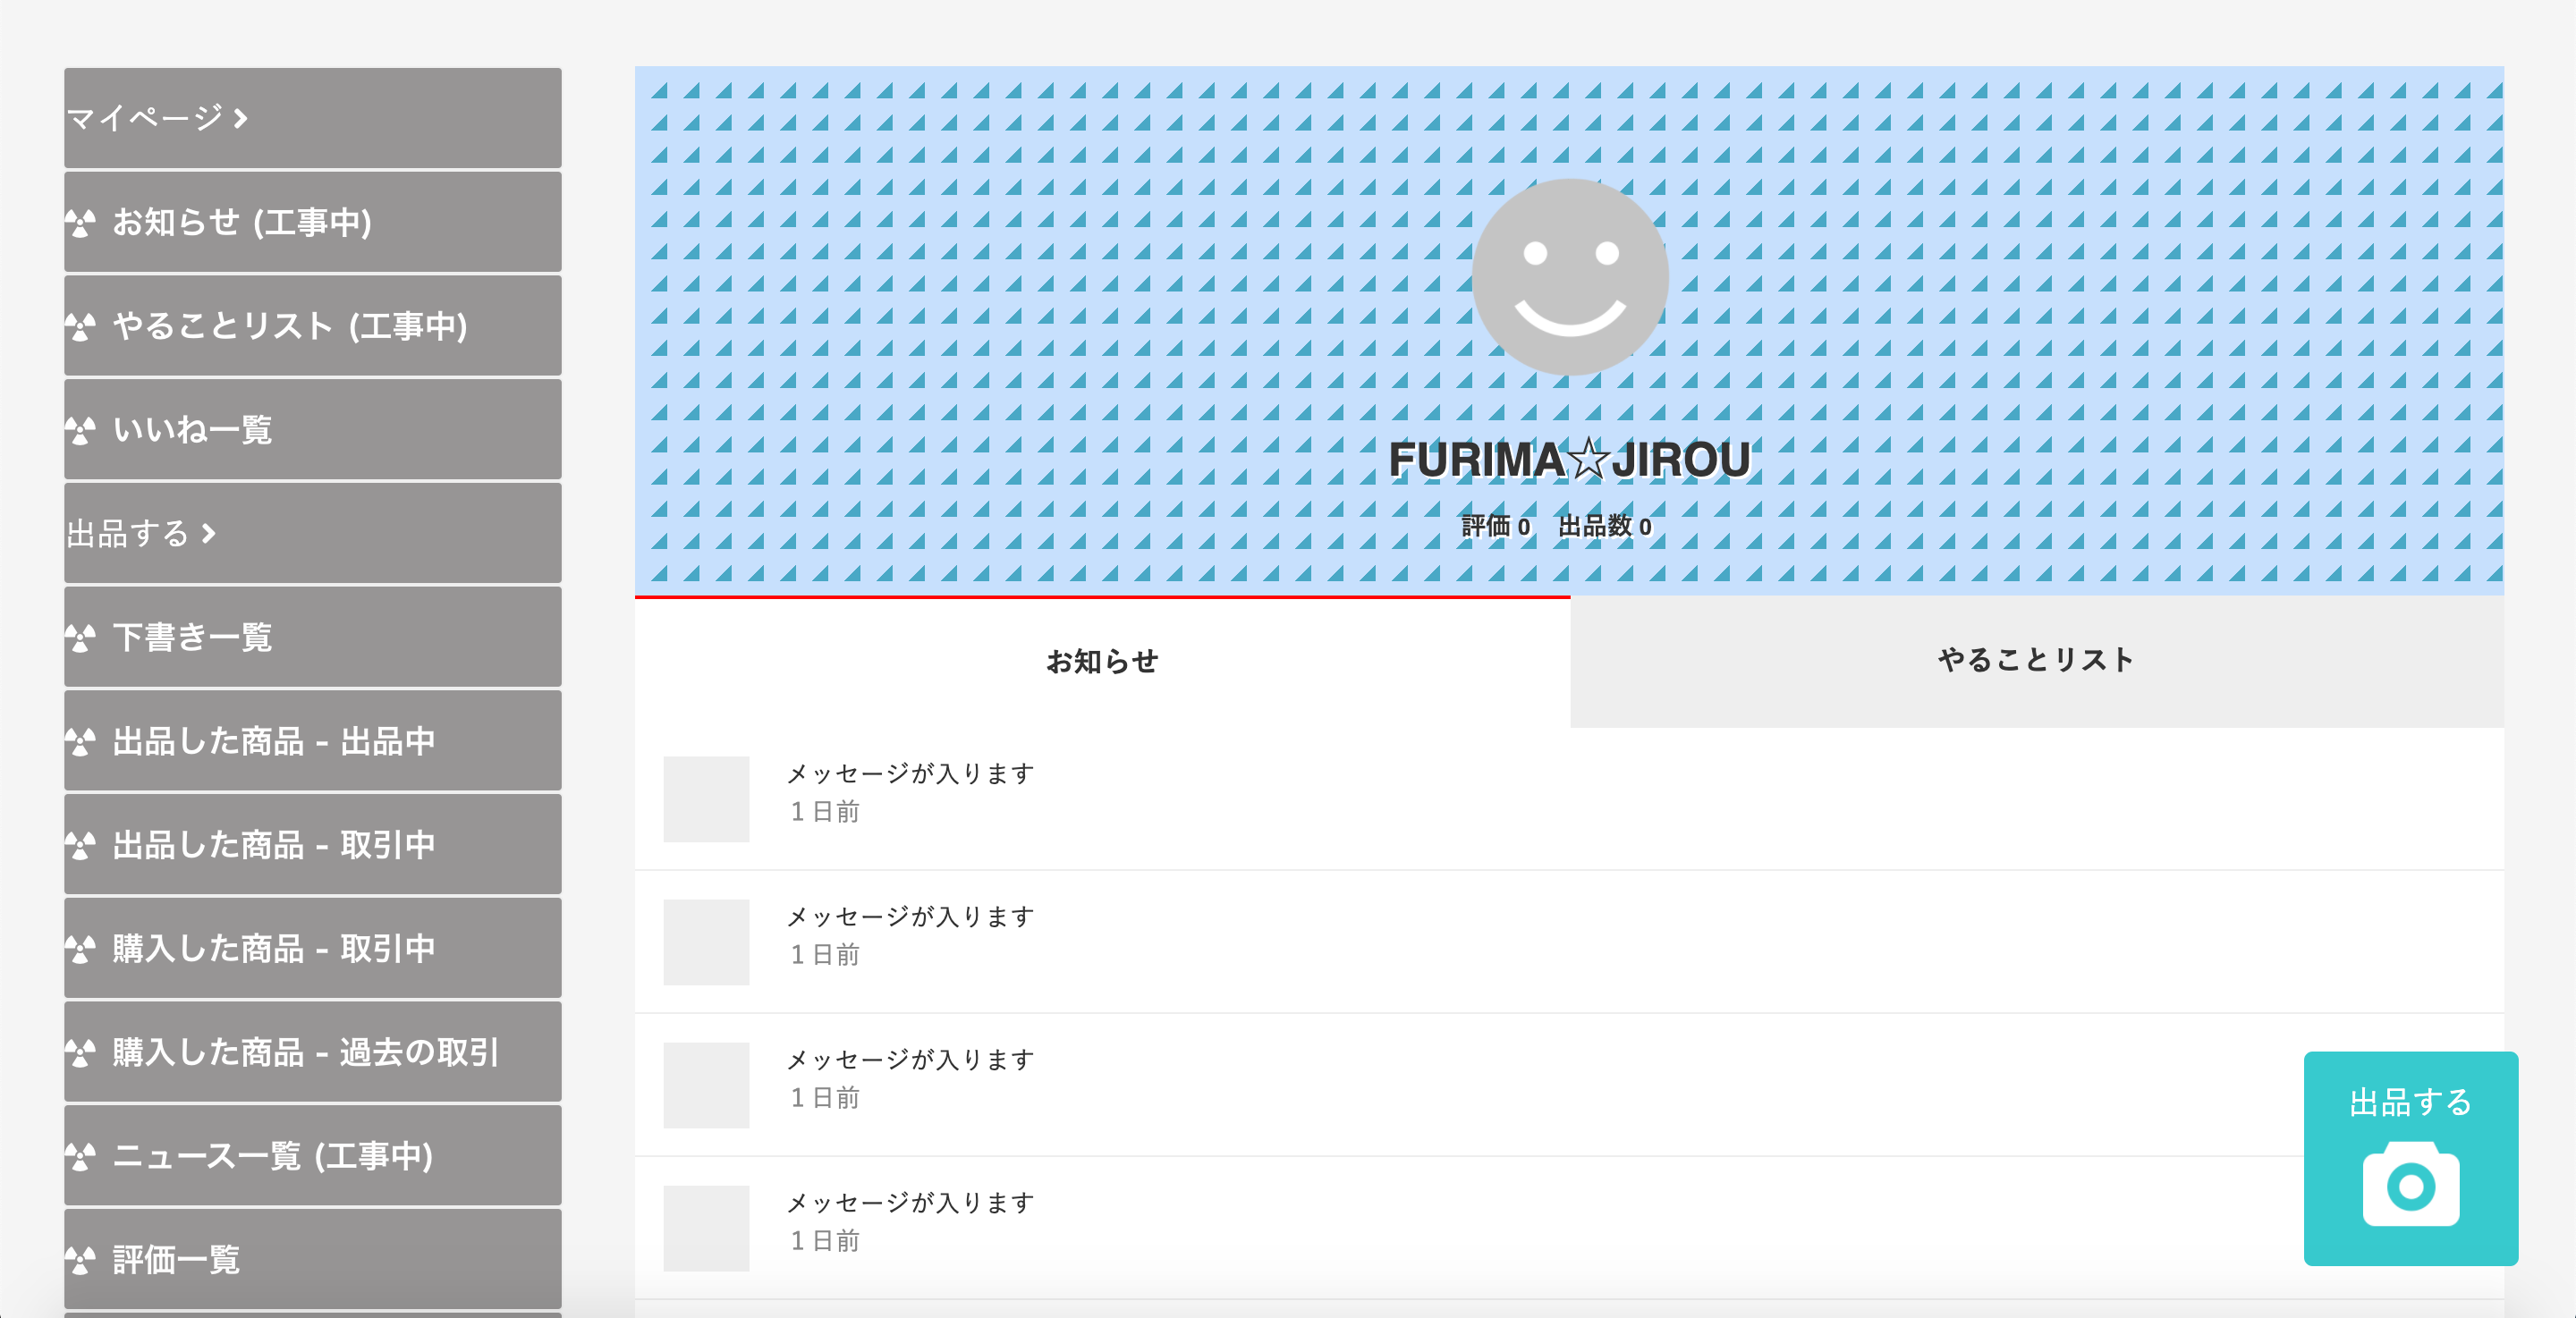 マイページ
お知らせ (工事中)
やることリスト (工事中)
いいね一覧
出品する
下書き一覧
出品した商品 - 出品中
出品した商品 - 取引中
購入した商品 - 取引中
購入した商品 - 過去の取引
ニュース一覧 (工事中)
評価一覧
FURIMA☆JIROU
評価 0 出品数 0
お知らせ
やることリスト
メッセージが入ります
1 日前
メッセージが入ります
1 日前
メッセージが入ります
1 日前
メッセージが入ります
1 日前
出品する